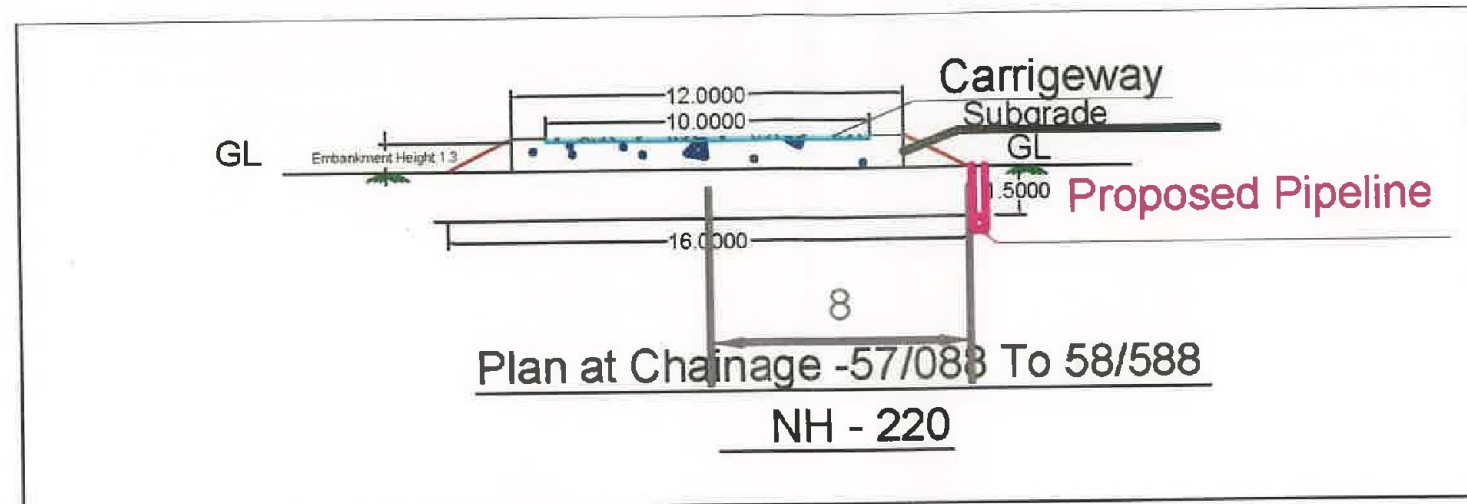 Carrigeway
12.0000
10.0000
Subgrade
GL
Embankment Height 1.3
GL
1.5000
Proposed Pipeline
16.0000
8
Plan at Chainage -57/088 To 58/588
NH - 220